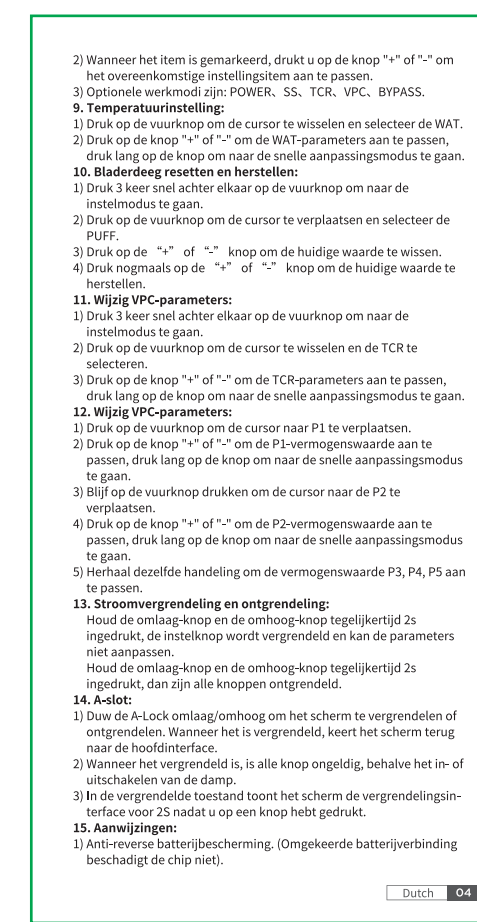 2) Wanneer het item is gemarkeerd, drukt u op de knop "+" of "-" om
het overeenkomstige instellingsitem aan te passen.
3) Optionele werkmodi zijn: POWER、SS、TCR、VPC、BYPASS.
9. Temperatuurinstelling:
1) Druk op de vuurknop om de cursor te wisselen en selecteer de WAT.
2) Druk op de knop "+" of "-" om de WAT-parameters aan te passen,
druk lang op de knop om naar de snelle aanpassingsmodus te gaan.
10. Bladerdeeg resetten en herstellen:
1) Druk 3 keer snel achter elkaar op de vuurknop om naar de
instelmodus te gaan.
2) Druk op de vuurknop om de cursor te verplaatsen en selecteer de
PUFF.
3) Druk op de “+” of “-” knop om de huidige waarde te wissen.
4) Druk nogmaals op de “+” of “-” knop om de huidige waarde te
herstellen.
11. Wijzig VPC-parameters:
1) Druk 3 keer snel achter elkaar op de vuurknop om naar de
instelmodus te gaan.
2) Druk op de vuurknop om de cursor te wisselen en de TCR te
selecteren.
3) Druk op de knop "+" of "-" om de TCR-parameters aan te passen,
druk lang op de knop om naar de snelle aanpassingsmodus te gaan.
12. Wijzig VPC-parameters:
1) Druk op de vuurknop om de cursor naar P1 te verplaatsen.
2) Druk op de knop "+" of "-" om de P1-vermogenswaarde aan te
passen, druk lang op de knop om naar de snelle aanpassingsmodus
te gaan.
3) Blijf op de vuurknop drukken om de cursor naar de P2 te
verplaatsen.
4) Druk op de knop "+" of "-" om de P2-vermogenswaarde aan te
passen, druk lang op de knop om naar de snelle aanpassingsmodus
te gaan.
5) Herhaal dezelfde handeling om de vermogenswaarde P3, P4, P5 aan
te passen.
13. Stroomvergrendeling en ontgrendeling:
Houd de omlaag-knop en de omhoog-knop tegelijkertijd 2s
ingedrukt, de instelknop wordt vergrendeld en kan de parameters
niet aanpassen.
Houd de omlaag-knop en de omhoog-knop tegelijkertijd 2s
ingedrukt, dan zijn alle knoppen ontgrendeld.
14. A-slot:
1) Duw de A-Lock omlaag/omhoog om het scherm te vergrendelen of
ontgrendelen. Wanneer het is vergrendeld, keert het scherm terug
naar de hoofdinterface.
2) Wanneer het vergrendeld is, is alle knop ongeldig, behalve het in- of
uitschakelen van de damp.
3) In de vergrendelde toestand toont het scherm de vergrendelingsin-
terface voor 2S nadat u op een knop hebt gedrukt.
15. Aanwijzingen:
1) Anti-reverse batterijbescherming. (Omgekeerde batterijverbinding
beschadigt de chip niet).
Dutch 04